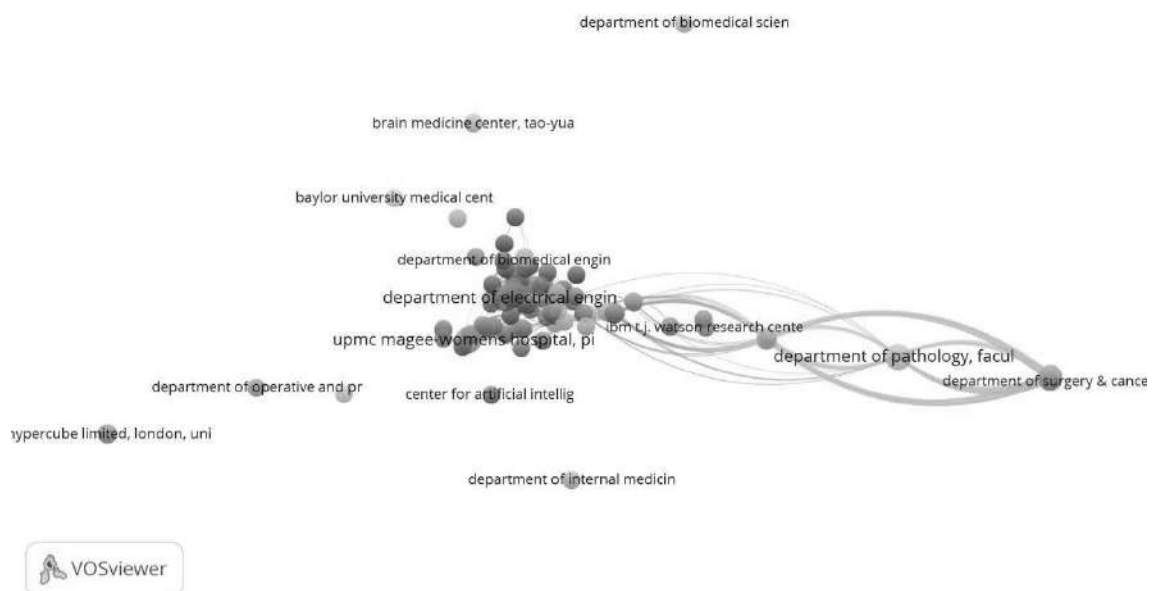 department of biomedical scien
brain medicine center, tao-yua
baylor university medical cent
department of biomedical engin
department of electrical engin
ibm t.j. watson research cente
upmc magee-womens hospital, pi
department of pathology, facul
department of surgery & cance
department of operative and pr
center for artificial intellig
hypercube limited, london, uni
department of internal medicin
VOSviewer